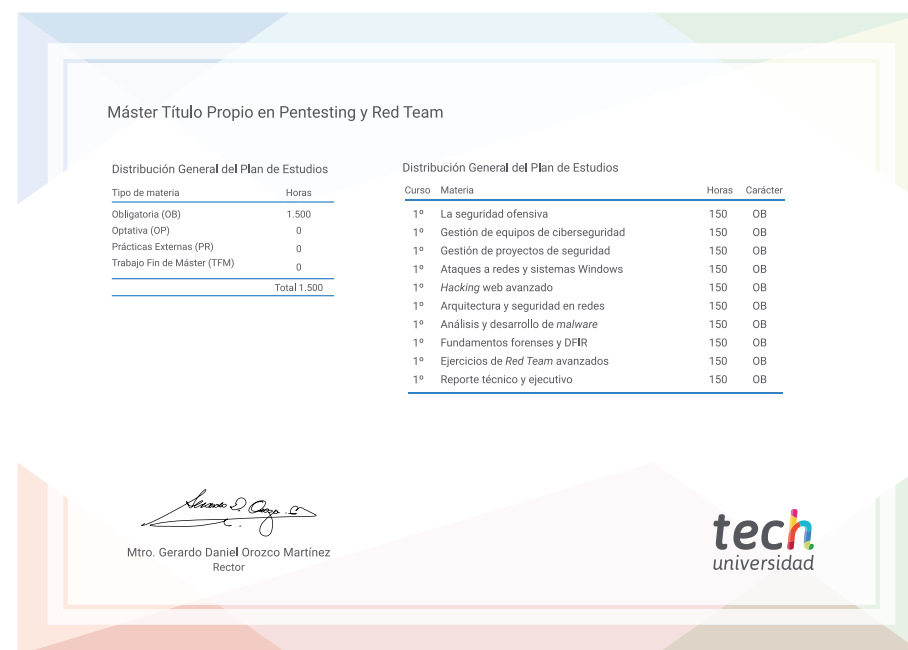 Máster Título Propio en Pentesting y Red Team
Distribución General del Plan de Estudios
Tipo de materia Horas
Obligatoria (OB) 1.500
Optativa (OP) 0
Prácticas Externas (PR) 0
Trabajo Fin de Máster (TFM) 0
Total 1.500
Distribución General del Plan de Estudios
Curso Materia Horas Carácter
1º La seguridad ofensiva 150 OB
1º Gestión de equipos de ciberseguridad 150 OB
1º Gestión de proyectos de seguridad 150 OB
1º Ataques a redes y sistemas Windows 150 OB
1º Hacking web avanzado 150 OB
1º Arquitectura y seguridad en redes 150 OB
1º Análisis y desarrollo de malware 150 OB
1º Fundamentos forenses y DFIR 150 OB
1º Ejercicios de Red Team avanzados 150 OB
1º Reporte técnico y ejecutivo 150 OB
Mtro. Gerardo Daniel Orozco Martínez
Rector
tech
universidad